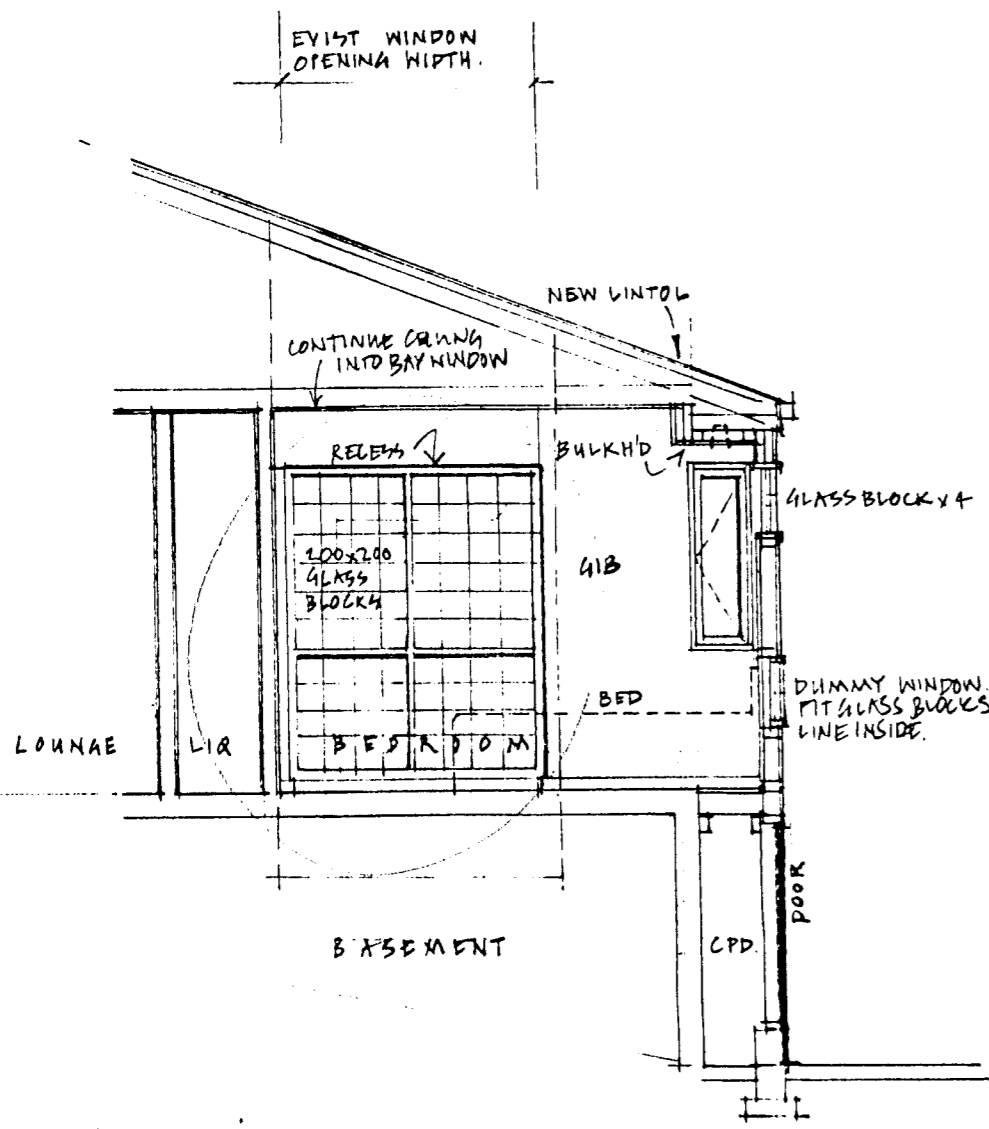 EXIST WINDOW
OPENING WIDTH.
NEW LINTOL
CONTINUE CEILING
INTO BAY WINDOW
RECESS
BULKH'D
GLASS BLOCK x 4
200x200
GLASS
BLOCKS
GIB
BED
DUMMY WINDOW.
FIT GLASS BLOCKS
LINE INSIDE.
LOUNGE
LIQ
BEDROOM
DOOR
BASEMENT
CPD.